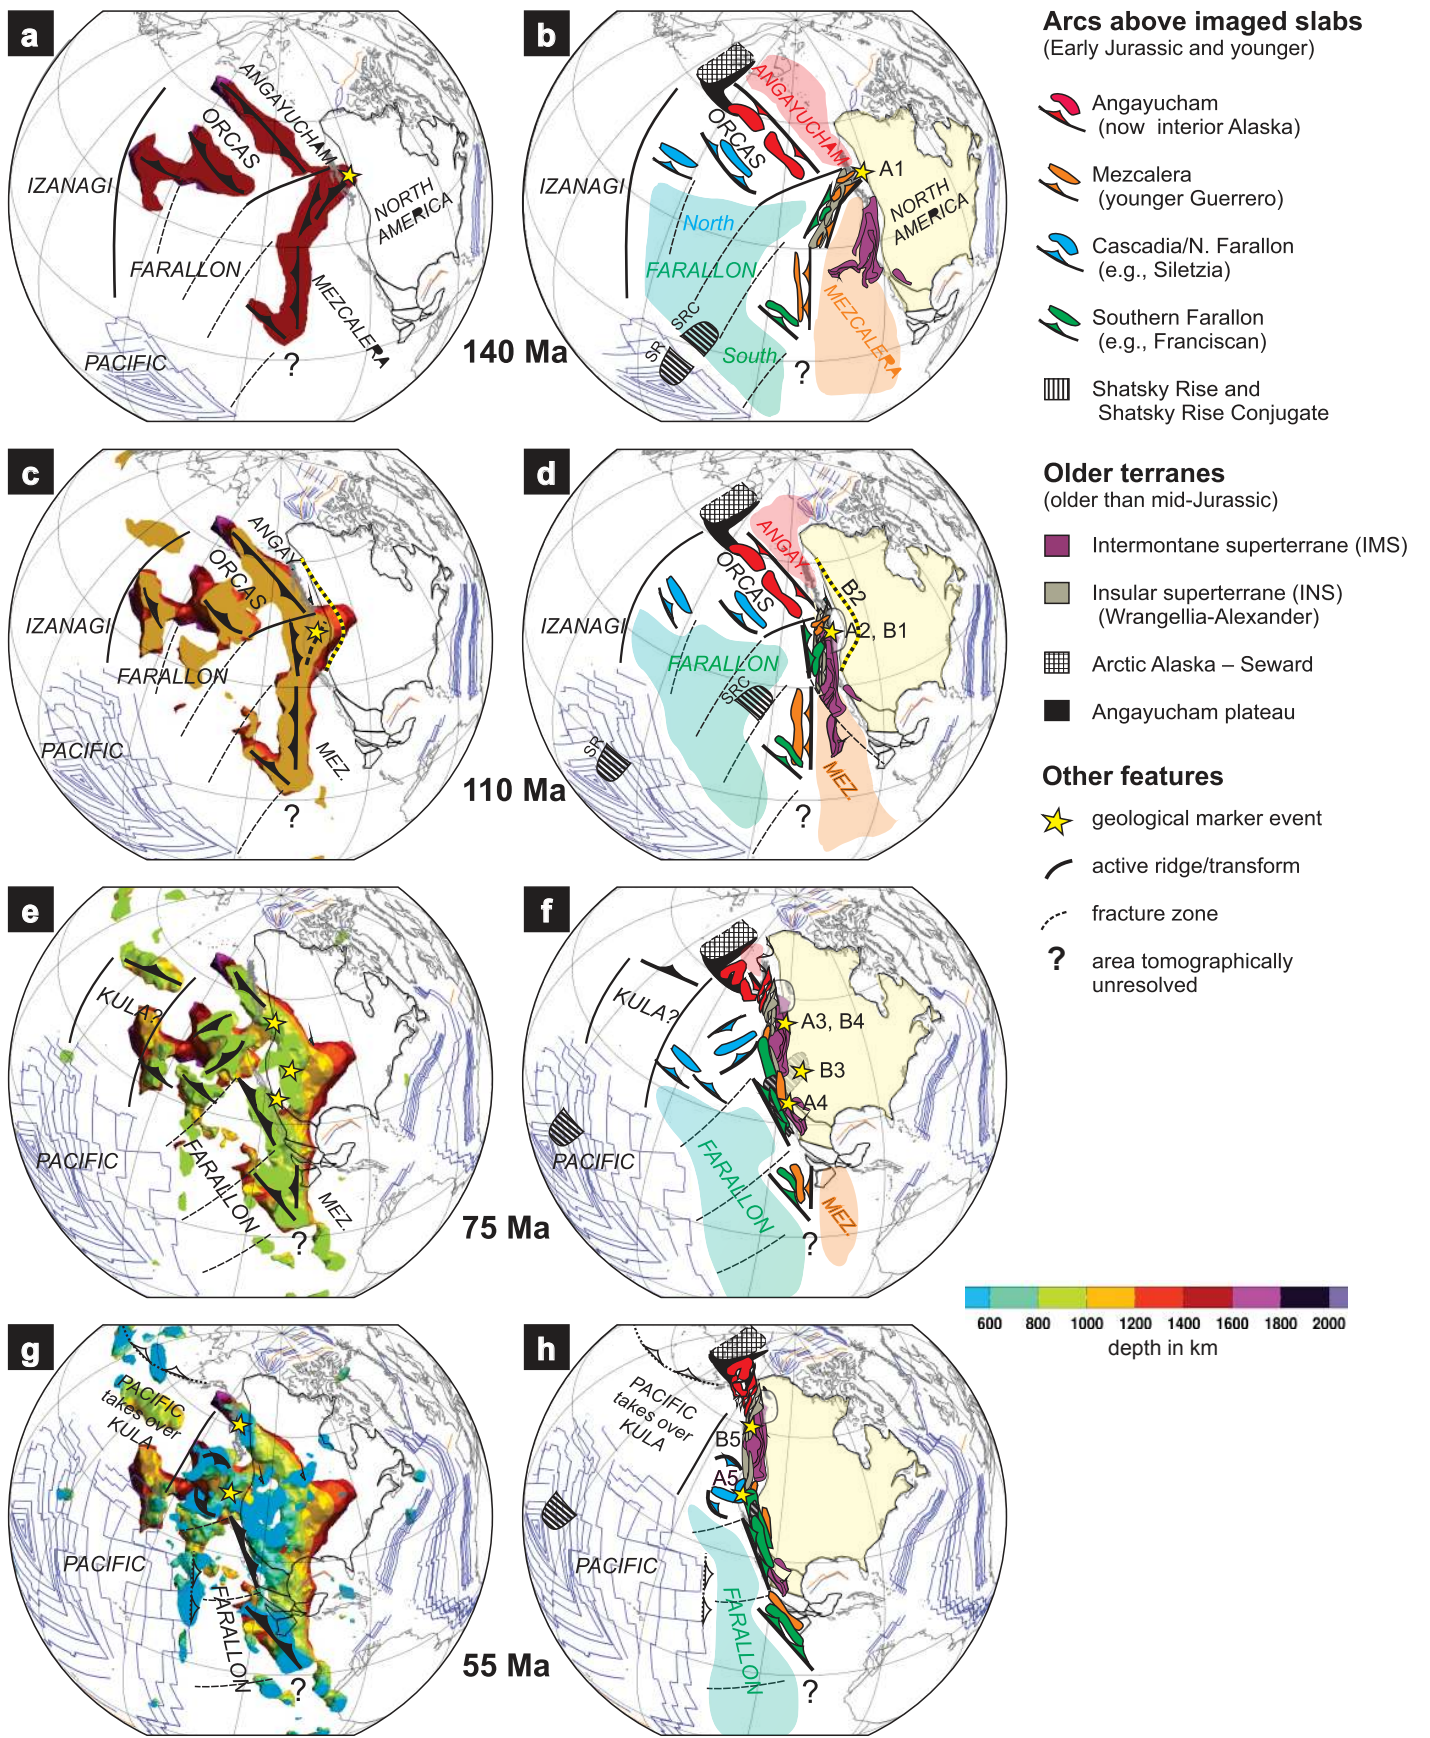 a
ANGAYUCHAM
ORCAS
IZANAGI
NORTH
AMERICA
FARALLON
MEZCALERA
PACIFIC
?
140 Ma
b
ANGAYUCHAM
ORCAS
A1
IZANAGI
NORTH
AMERICA
North
FARALLON
MEZCALERA
SRC
SR
South
?
c
ANGAY.
ORCAS
IZANAGI
FARALLON
PACIFIC
MEZ.
?
110 Ma
d
ANGAY.
ORCAS
B2
IZANAGI
A2, B1
FARALLON
SRC
SR
MEZ.
?
e
KULA?
PACIFIC
FARALLON
MEZ.
?
75 Ma
f
KULA?
A3, B4
B3
A4
PACIFIC
FARALLON
MEZ.
?
g
PACIFIC
takes over
KULA
PACIFIC
FARALLON
?
55 Ma
h
PACIFIC
takes over
KULA
B5
A5
PACIFIC
FARALLON
?
Arcs above imaged slabs
(Early Jurassic and younger)
Angayucham
(now interior Alaska)
Mezcalera
(younger Guerrero)
Cascadia/N. Farallon
(e.g., Siletzia)
Southern Farallon
(e.g., Franciscan)
Shatsky Rise and
Shatsky Rise Conjugate
Older terranes
(older than mid-Jurassic)
Intermontane superterrane (IMS)
Insular superterrane (INS)
(Wrangellia-Alexander)
Arctic Alaska – Seward
Angayucham plateau
Other features
geological marker event
active ridge/transform
fracture zone
?
area tomographically
unresolved
600 800 1000 1200 1400 1600 1800 2000
depth in km